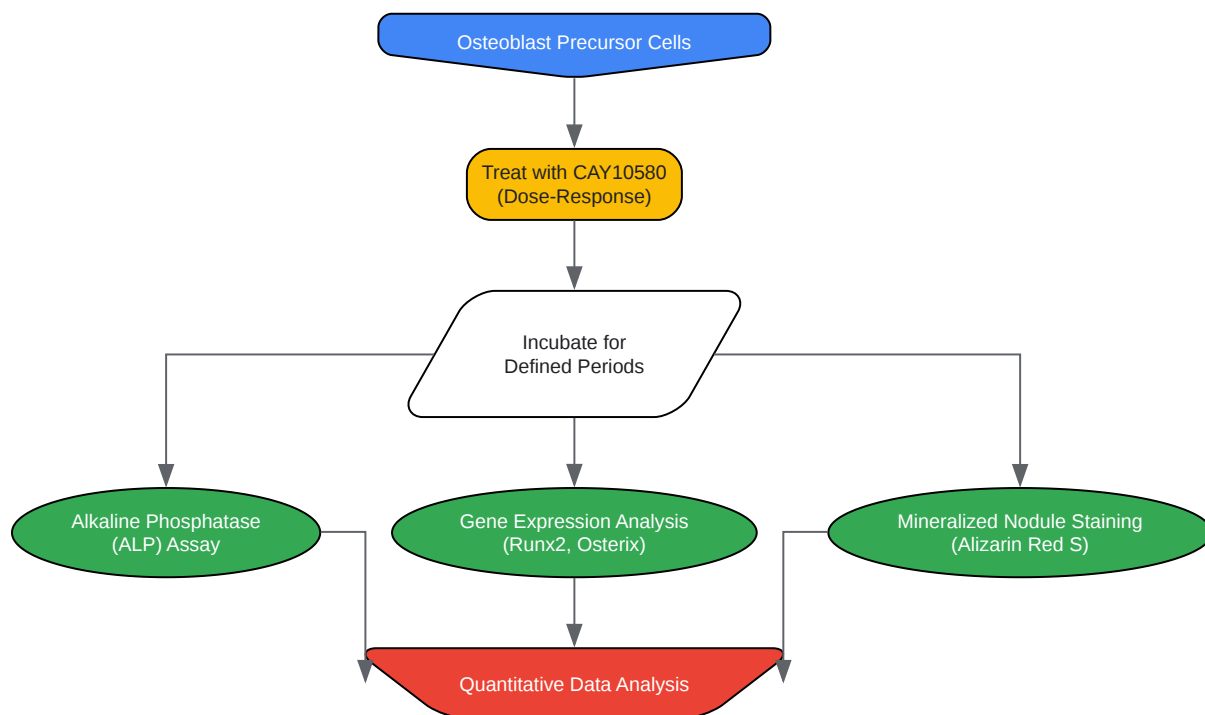 Osteoblast Precursor Cells
Treat with CAY10580
(Dose-Response)
Incubate for
Defined Periods
Alkaline Phosphatase
(ALP) Assay
Gene Expression Analysis
(Runx2, Osterix)
Mineralized Nodule Staining
(Alizarin Red S)
Quantitative Data Analysis